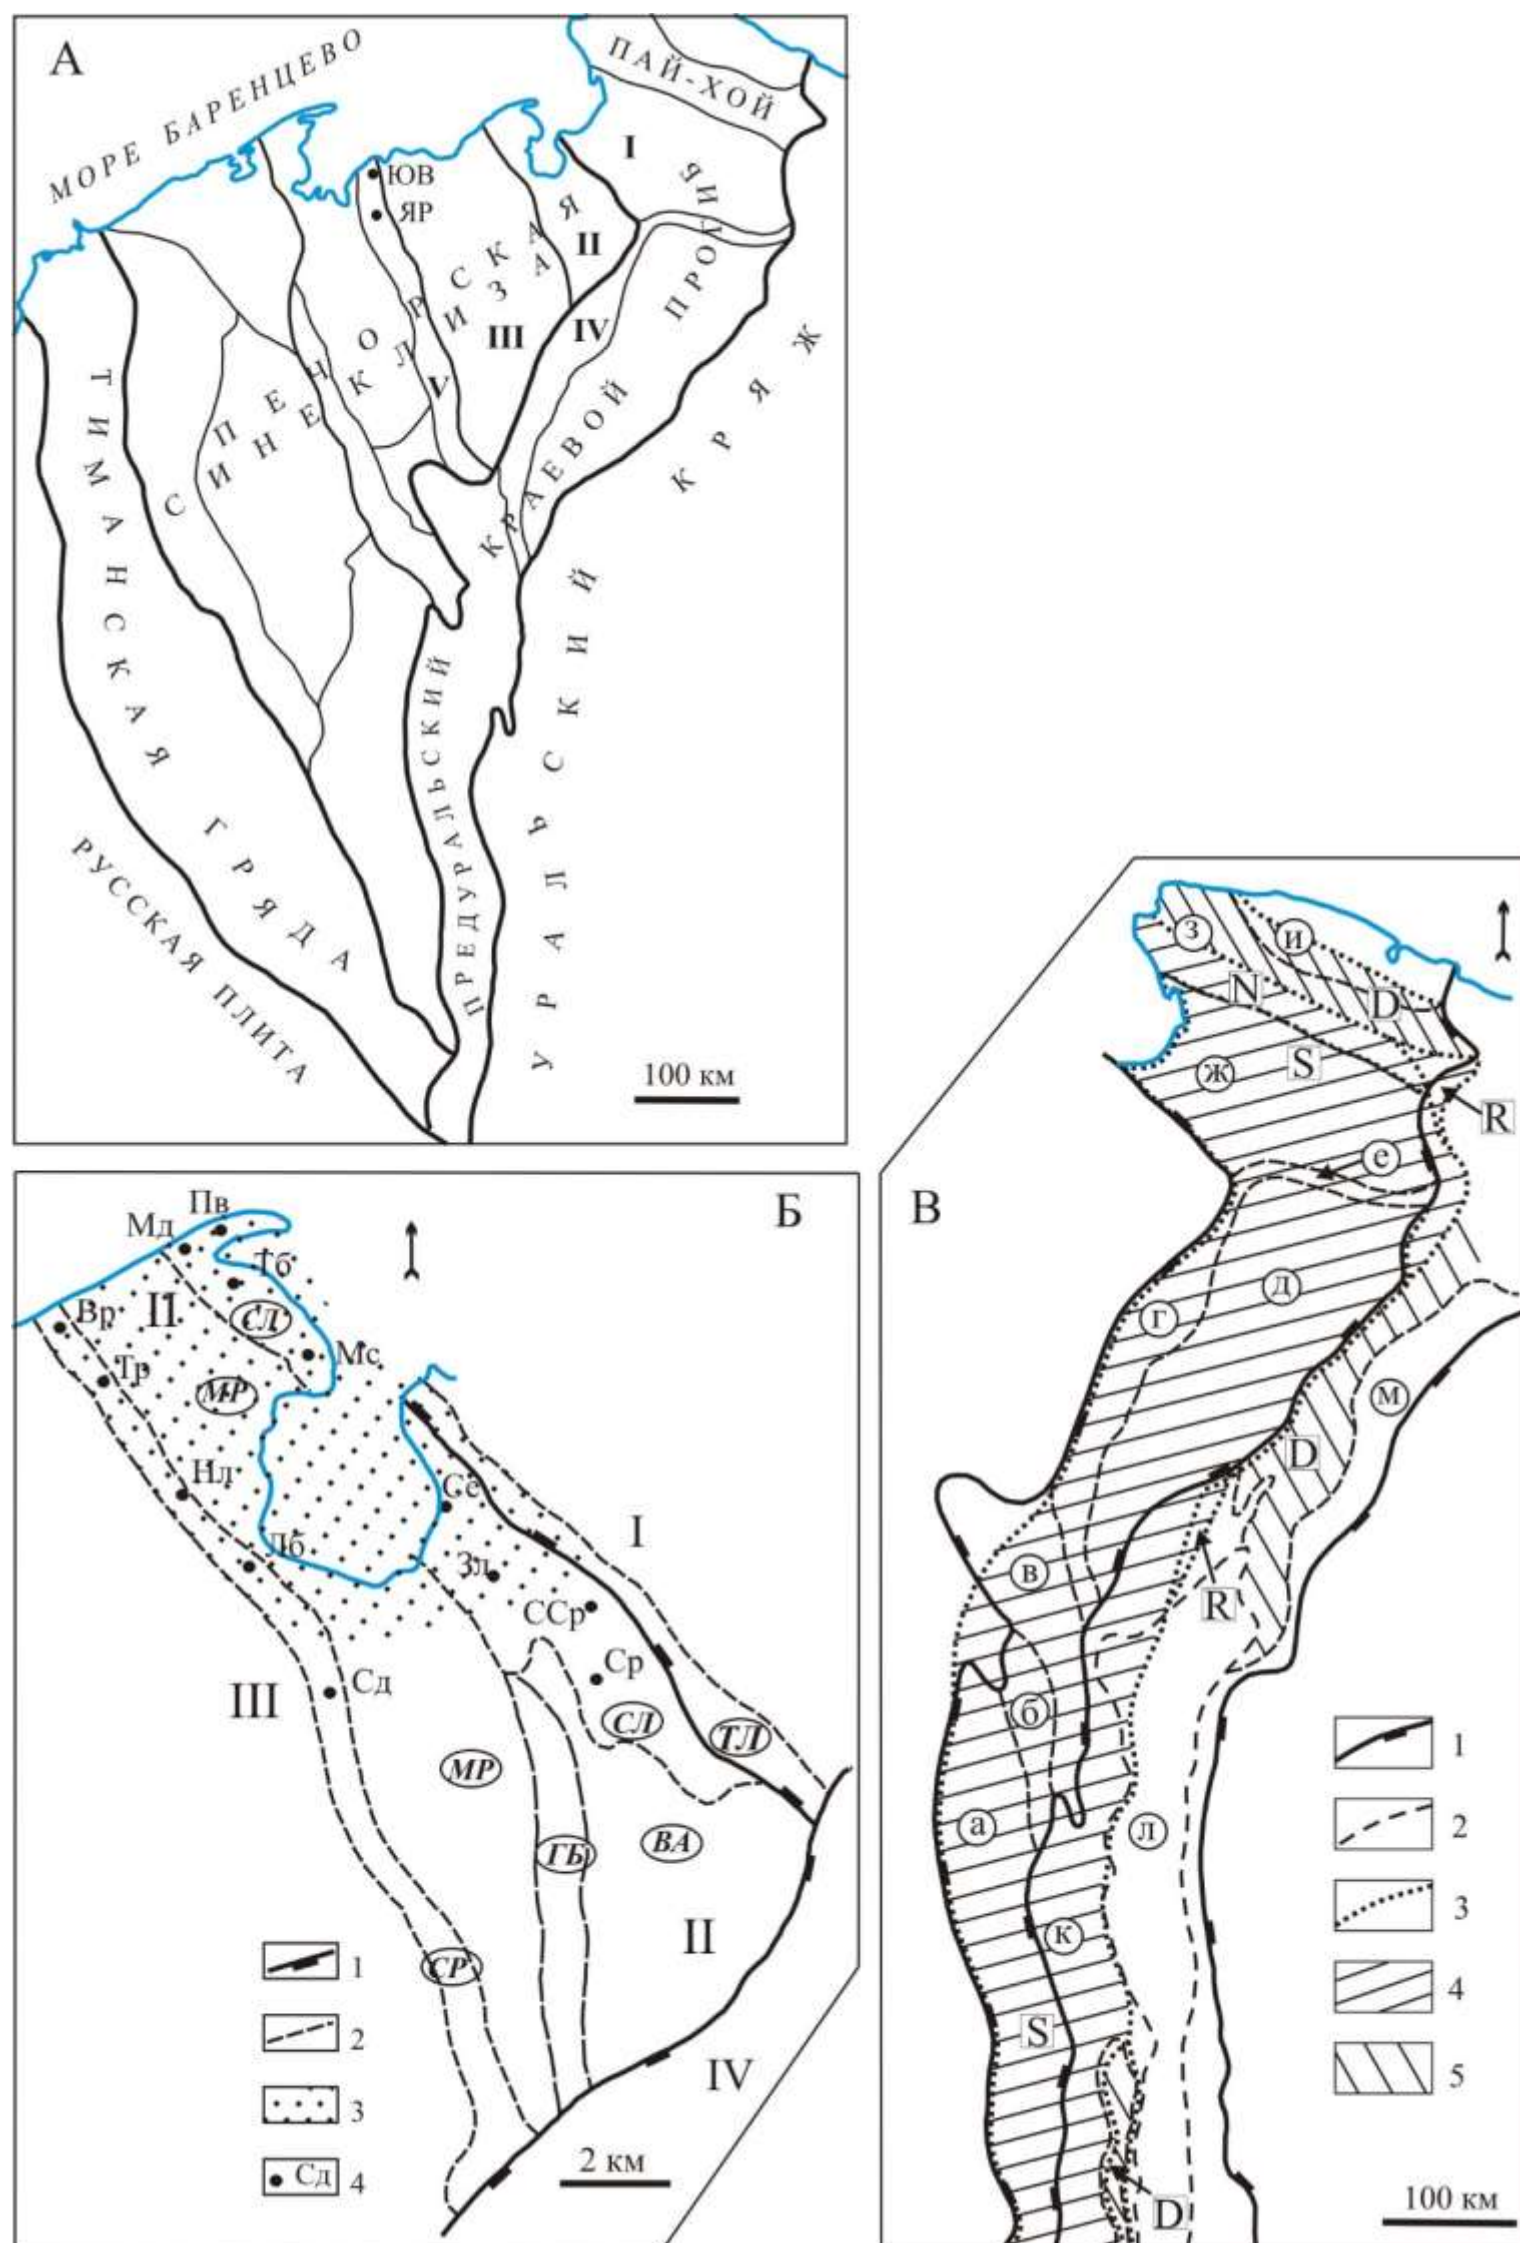 А
МОРЕ БАРЕНЦЕВО
ПАЙ-ХОЙ
I
ЮВ
ЯР
II
III
IV
V
ПЕЧОРСКАЯ
СИНЕКЛИЗА
ТИМАНСКАЯ ГРЯДА
РУССКАЯ ПЛИТА
ПРЕДУРАЛЬСКИЙ КРАЕВОЙ ПРОГИБ
УРАЛЬСКИЙ КРЯЖ
100 км
Б
Пв
Мд
Тб
Вр
II
СЛ
Тр
МР
Мс
Нл
Се
I
Лб
Зл
ССр
Ср
III
Сд
СЛ
ТЛ
МР
ГБ
ВА
II
СР
IV
1
2
3
Сд 4
2 км
В
з
и
N
D
ж
S
R
е
д
г
м
D
в
R
б
а
л
к
S
D
1
2
3
4
5
100 км